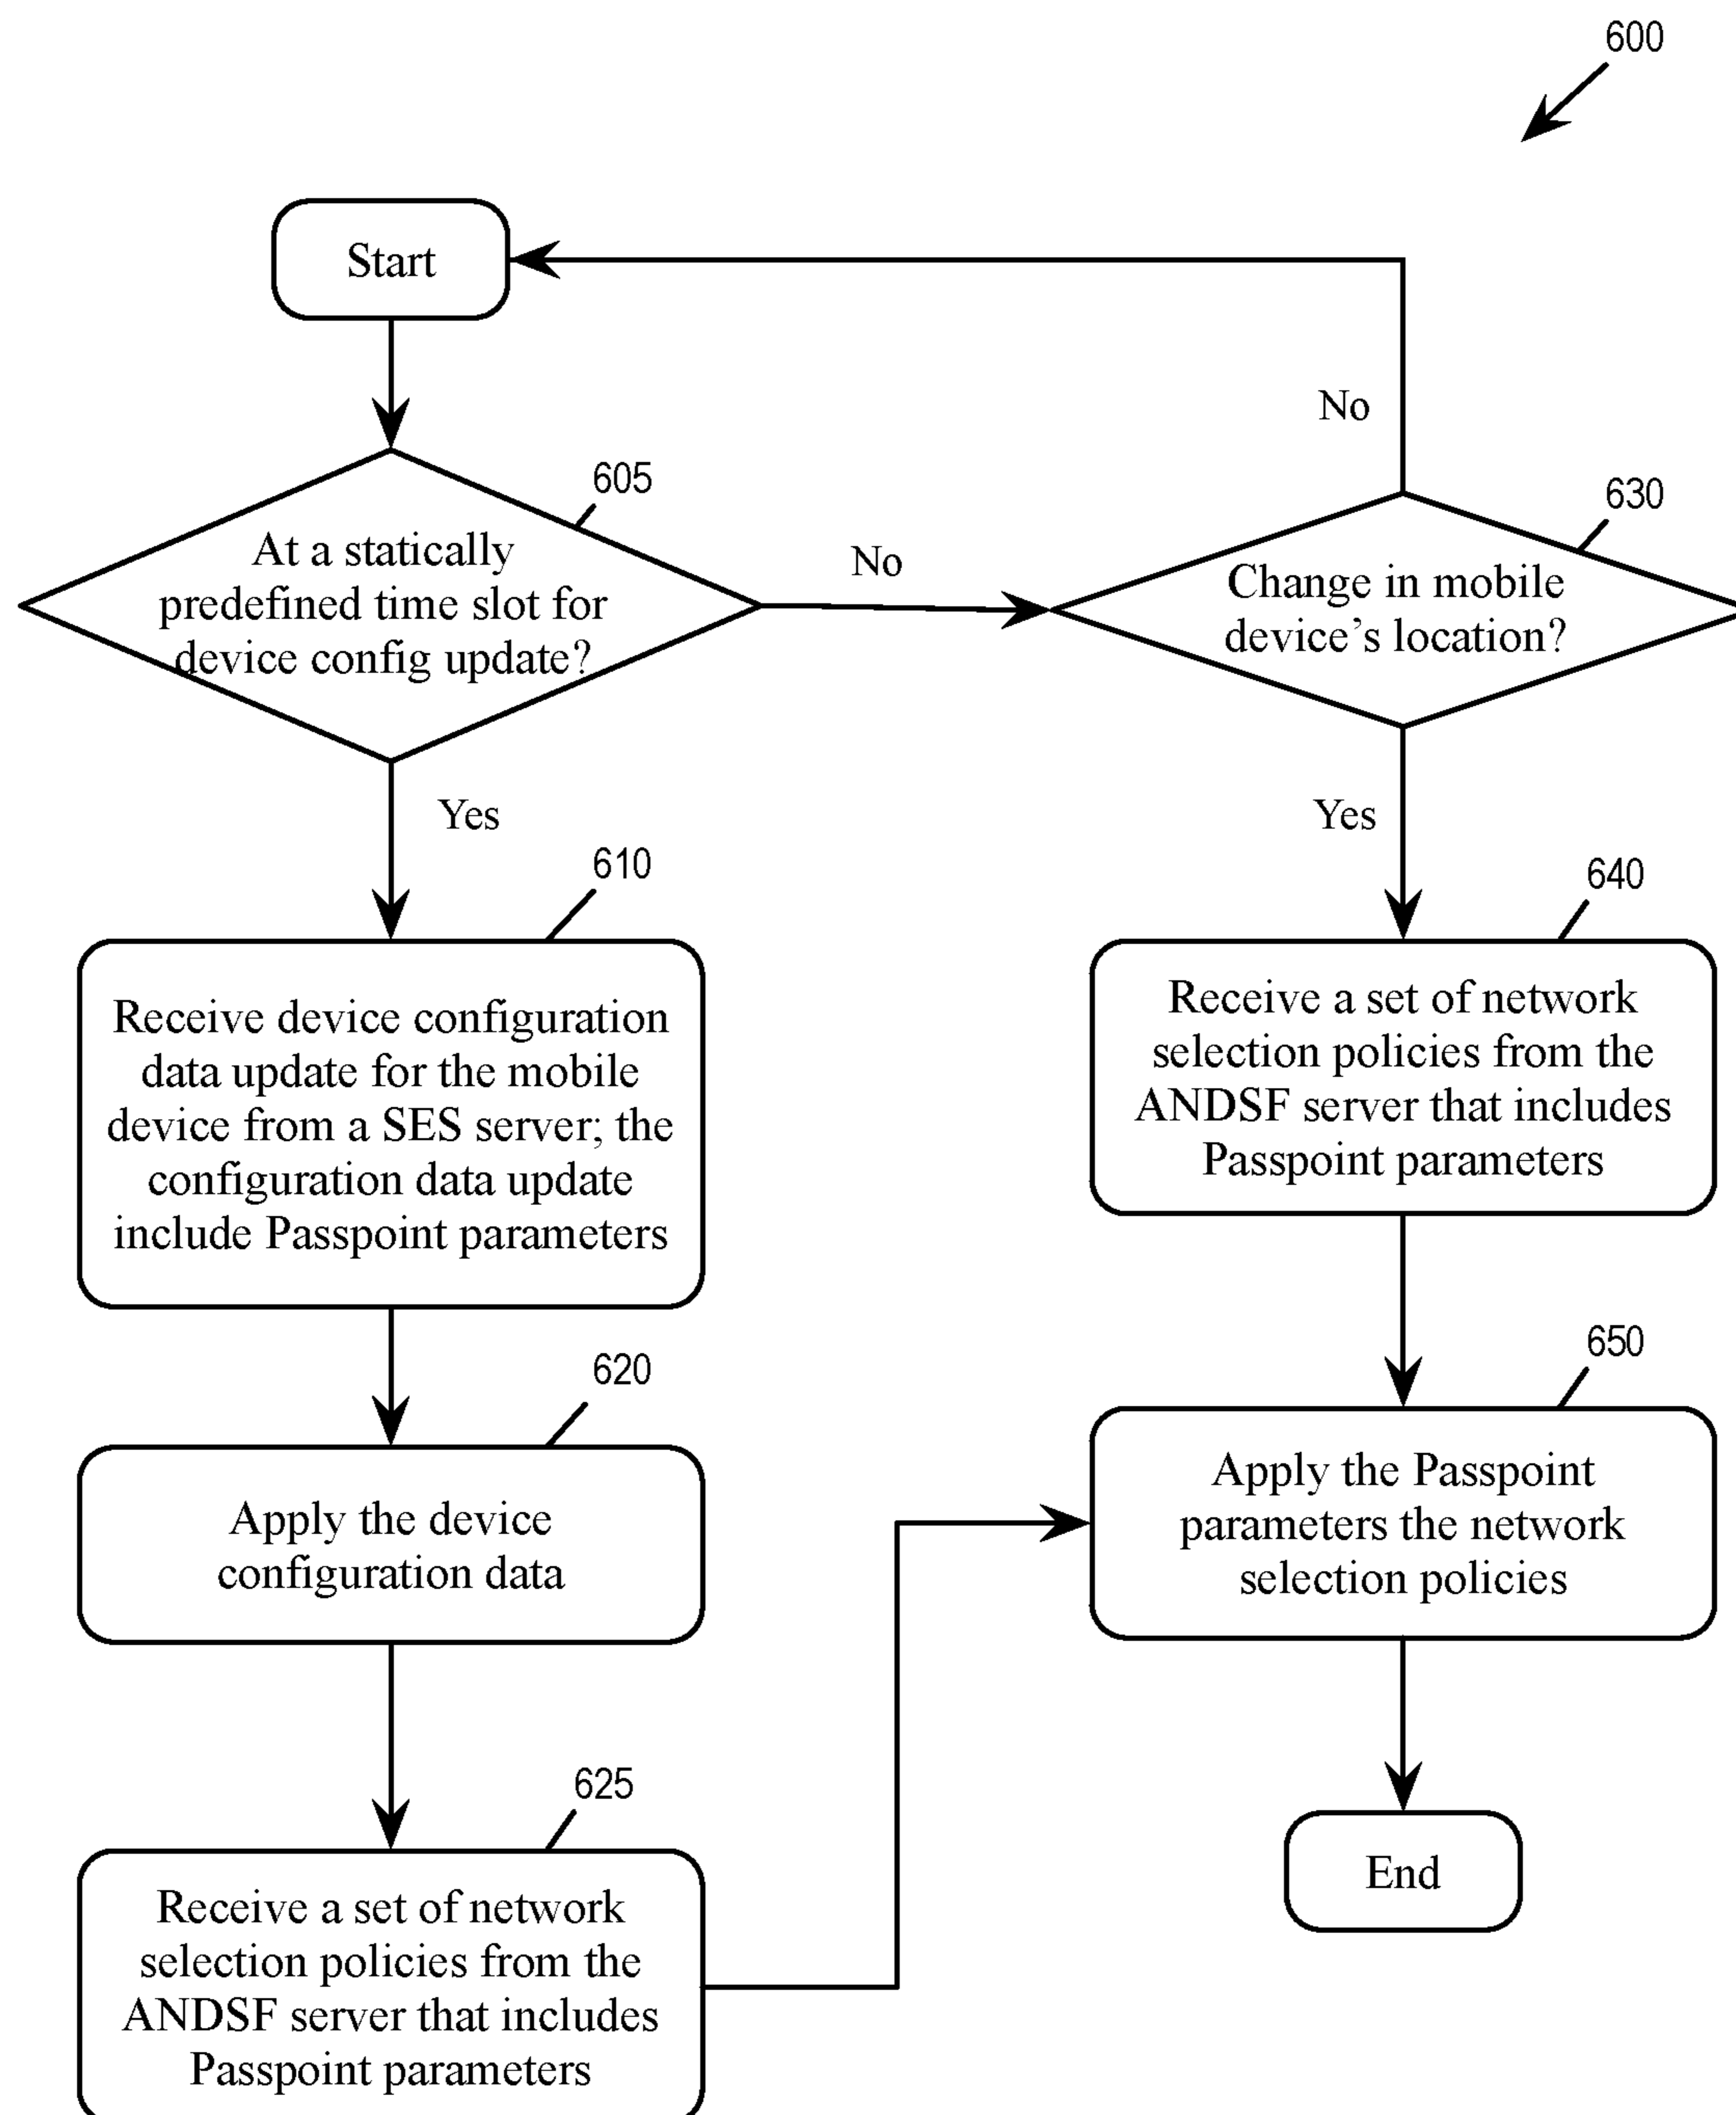 600
Start
605
At a statically
predefined time slot for
device config update?
No
No
630
Change in mobile
device’s location?
Yes
Yes
610
Receive device configuration
data update for the mobile
device from a SES server; the
configuration data update
include Passpoint parameters
640
Receive a set of network
selection policies from the
ANDSF server that includes
Passpoint parameters
620
Apply the device
configuration data
650
Apply the Passpoint
parameters the network
selection policies
625
Receive a set of network
selection policies from the
ANDSF server that includes
Passpoint parameters
End